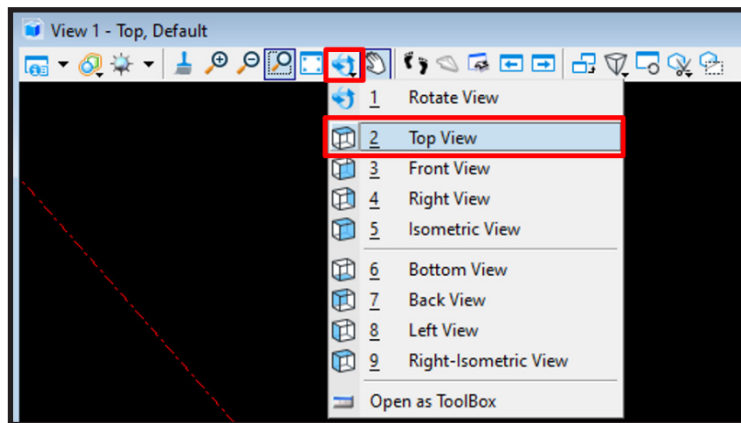 View 1 - Top, Default
1 Rotate View
2 Top View
3 Front View
4 Right View
5 Isometric View
6 Bottom View
7 Back View
8 Left View
9 Right-Isometric View
Open as ToolBox